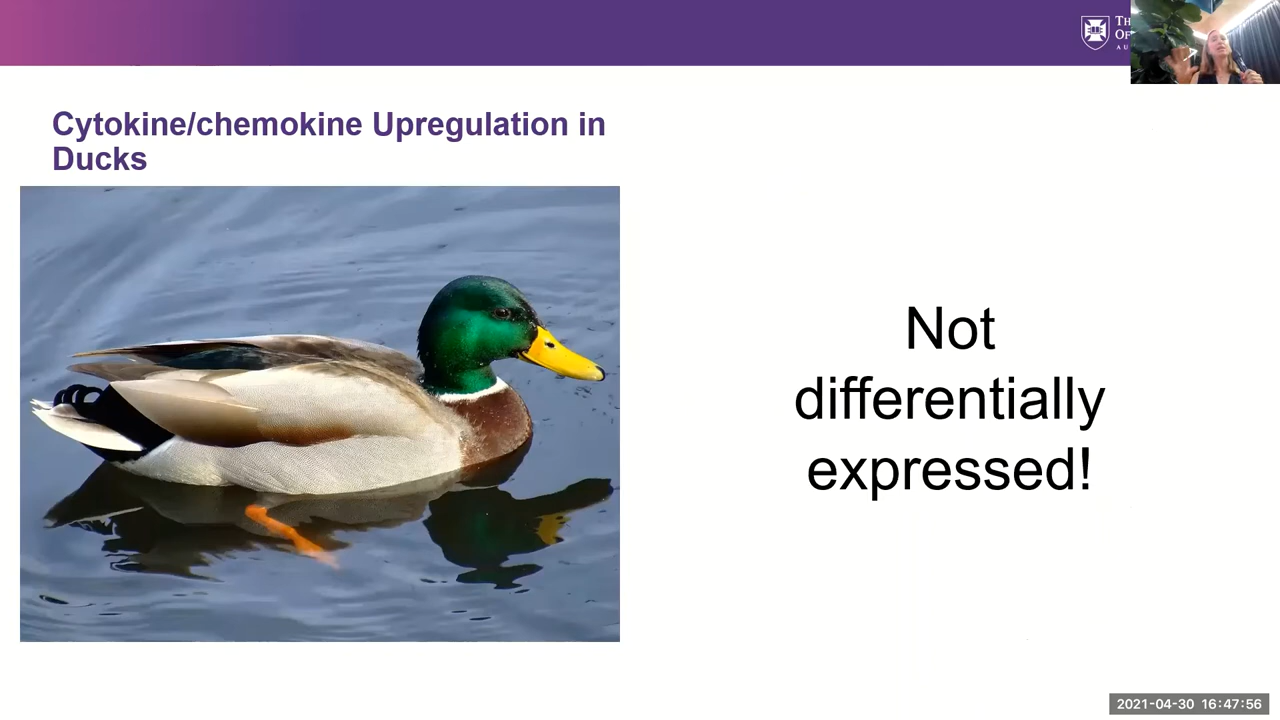 Cytokine/chemokine Upregulation in
Ducks
Not
differentially
expressed!
2021-04-30 16:47:56